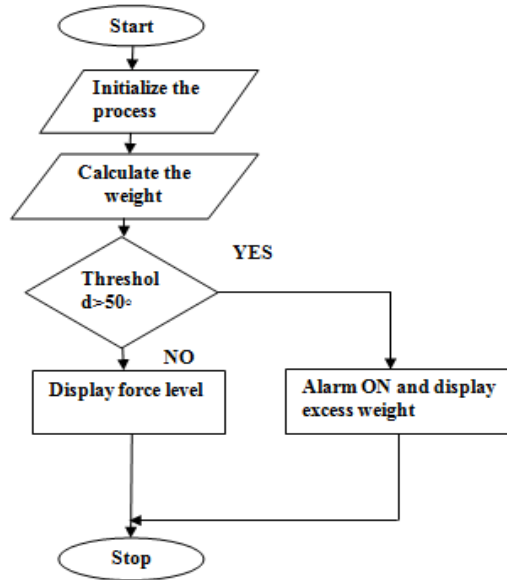 Start
Initialize the
process
Calculate the
weight
YES
Threshol
d>50°
NO
Display force level
Alarm ON and display
excess weight
Stop